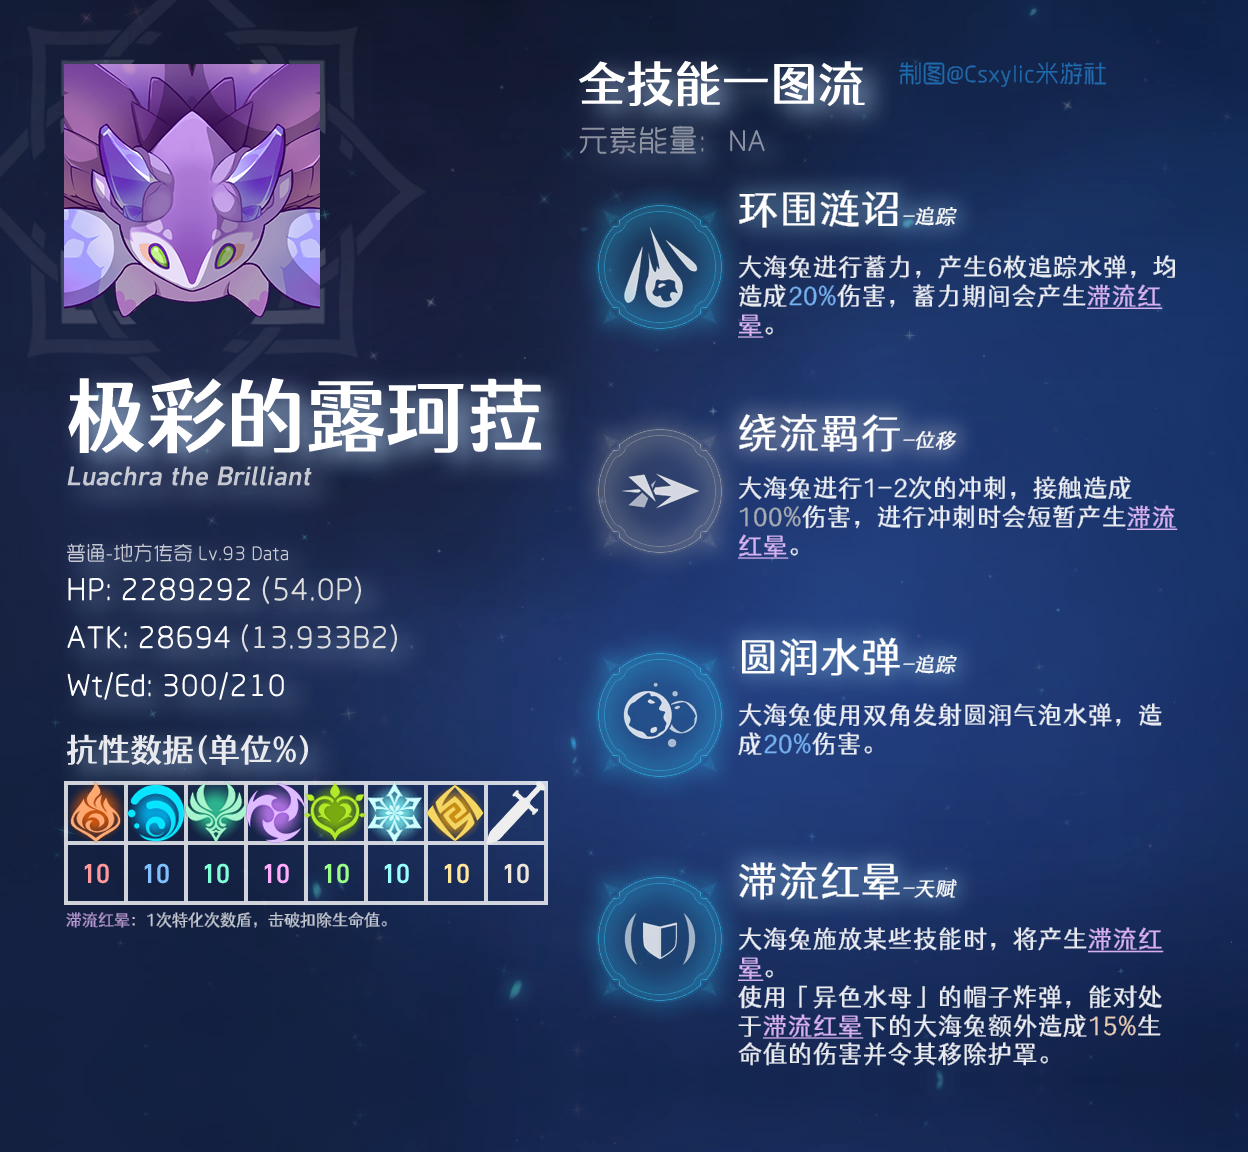 全技能一图流
制图@Csxylic米游社
元素能量： NA
环围涟诏-追踪
大海兔进行蓄力，产生6枚追踪水弹，均
造成20%伤害，蓄力期间会产生滞流红
晕。
极彩的露珂菈
Luachra the Brilliant
绕流羁行-位移
大海兔进行1-2次的冲刺，接触造成
100%伤害，进行冲刺时会短暂产生滞流
红晕。
普通-地方传奇 Lv.93 Data
HP: 2289292 (54.0P)
ATK: 28694 (13.933B2)
Wt/Ed: 300/210
圆润水弹-追踪
大海兔使用双角发射圆润气泡水弹，造
成20%伤害。
抗性数据(单位%)
10 10 10 10 10 10 10 10
滞流红晕：1次特化次数盾，击破扣除生命值。
滞流红晕-天赋
大海兔施放某些技能时，将产生滞流红
晕。
使用「异色水母」的帽子炸弹，能对处
于滞流红晕下的大海兔额外造成15%生
命值的伤害并令其移除护罩。